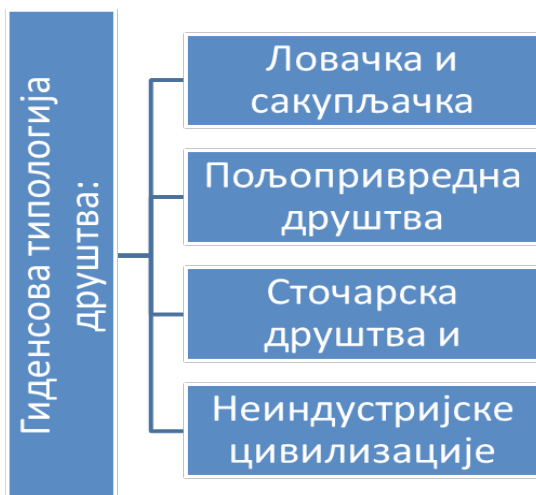 Гиденсова типологија
друштва:
Ловачка и
сакупљачка
Пољопривредна
друштва
Сточарска
друштва и
Неиндустријске
цивилизације